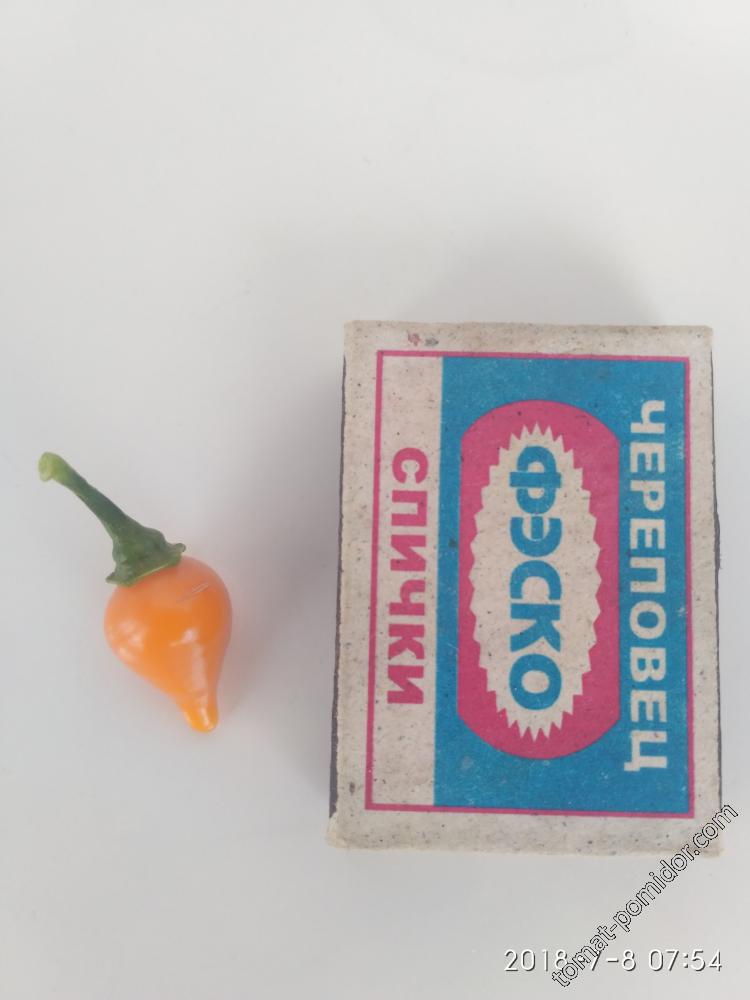 ЧЕРЕПОВЕЦ
ФЭСКО
СПИЧКИ
tomat-pomidor.com
2018-7-8 07:54